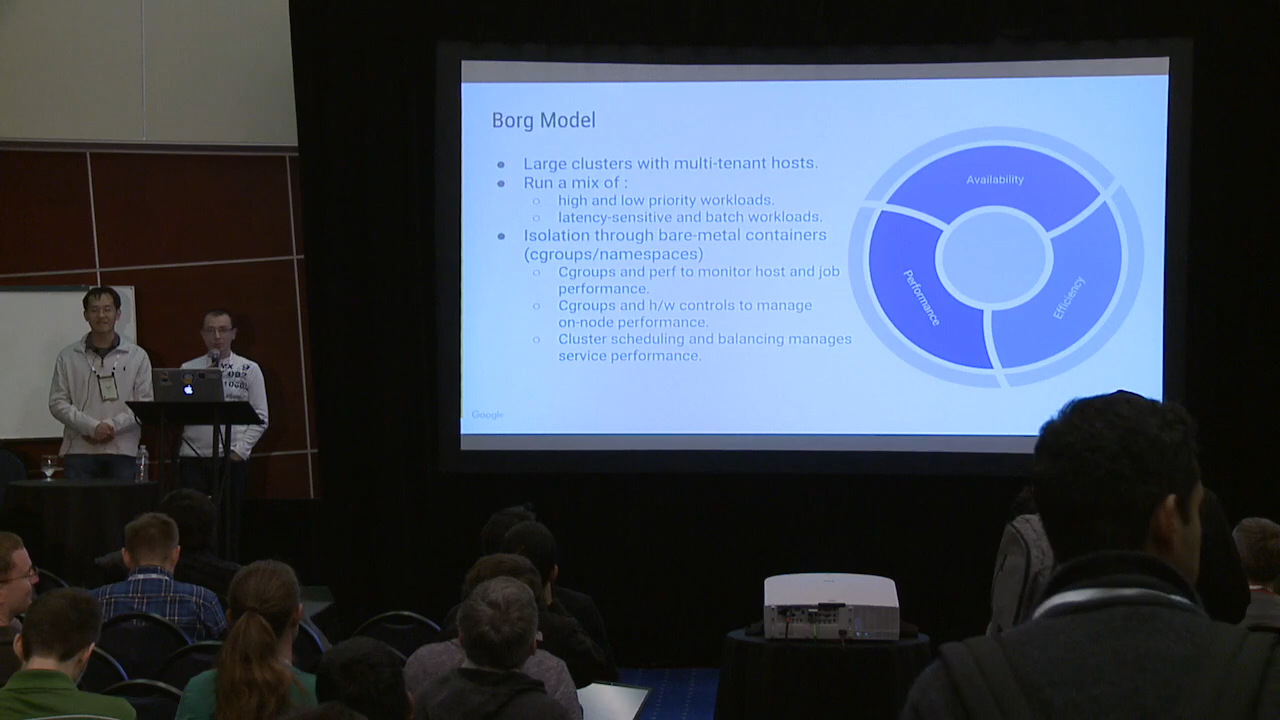 Borg Model
Large clusters with multi-tenant hosts.
Run a mix of :
high and low priority workloads.
latency-sensitive and batch workloads.
Isolation through bare-metal containers
(cgroups/namespaces)
Cgroups and perf to monitor host and job
performance.
Cgroups and h/w controls to manage
on-node performance.
Cluster scheduling and balancing manages
service performance.
Availability
Performance
Efficiency
Google